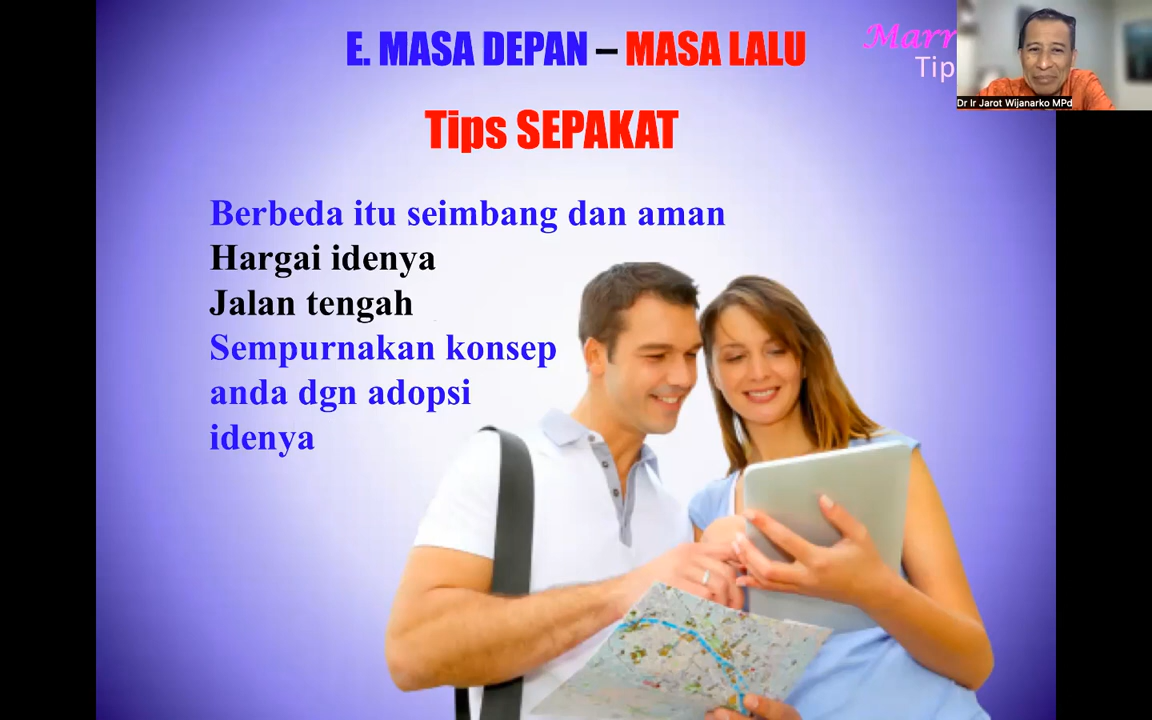 E. MASA DEPAN – MASA LALU
Marr
Tip
Dr Ir Jarot Wijanarko MPd
Tips SEPAKAT
Berbeda itu seimbang dan aman
Hargai idenya
Jalan tengah
Sempurnakan konsep
anda dgn adopsi
idenya